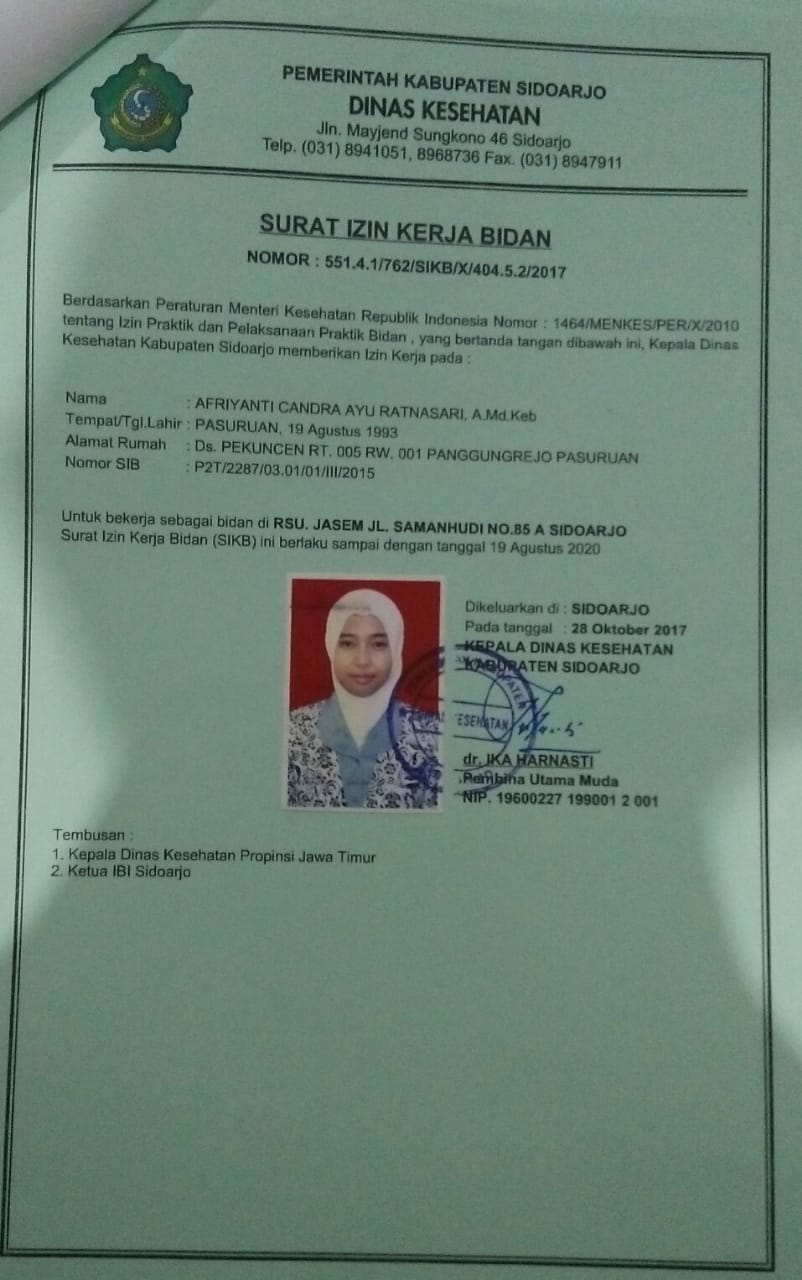 PEMERINTAH KABUPATEN SIDOARJO
DINAS KESEHATAN
Jln. Mayjend Sungkono 46 Sidoarjo
Telp. (031) 8941051, 8968736 Fax. (031) 8947911
SURAT IZIN KERJA BIDAN
NOMOR : 551.4.1/762/SIKB/X/404.5.2/2017
Berdasarkan Peraturan Menteri Kesehatan Republik Indonesia Nomor : 1464/MENKES/PER/X/2010
tentang Izin Praktik dan Pelaksanaan Praktik Bidan , yang bertanda tangan dibawah ini, Kepala Dinas
Kesehatan Kabupaten Sidoarjo memberikan Izin Kerja pada :
Nama : AFRIYANTI CANDRA AYU RATNASARI, A.Md.Keb
Tempat/Tgl.Lahir : PASURUAN, 19 Agustus 1993
Alamat Rumah : Ds. PEKUNCEN RT. 005 RW. 001 PANGGUNGREJO PASURUAN
Nomor SIB : P2T/2287/03.01/01/III/2015
Untuk bekerja sebagai bidan di RSU. JASEM JL. SAMANHUDI NO.85 A SIDOARJO
Surat Izin Kerja Bidan (SIKB) ini berlaku sampai dengan tanggal 19 Agustus 2020
Dikeluarkan di : SIDOARJO
Pada tanggal : 28 Oktober 2017
KEPALA DINAS KESEHATAN
KABUPATEN SIDOARJO
dr. IKA HARNASTI
Pembina Utama Muda
NIP. 19600227 199001 2 001
Tembusan :
1. Kepala Dinas Kesehatan Propinsi Jawa Timur
2. Ketua IBI Sidoarjo